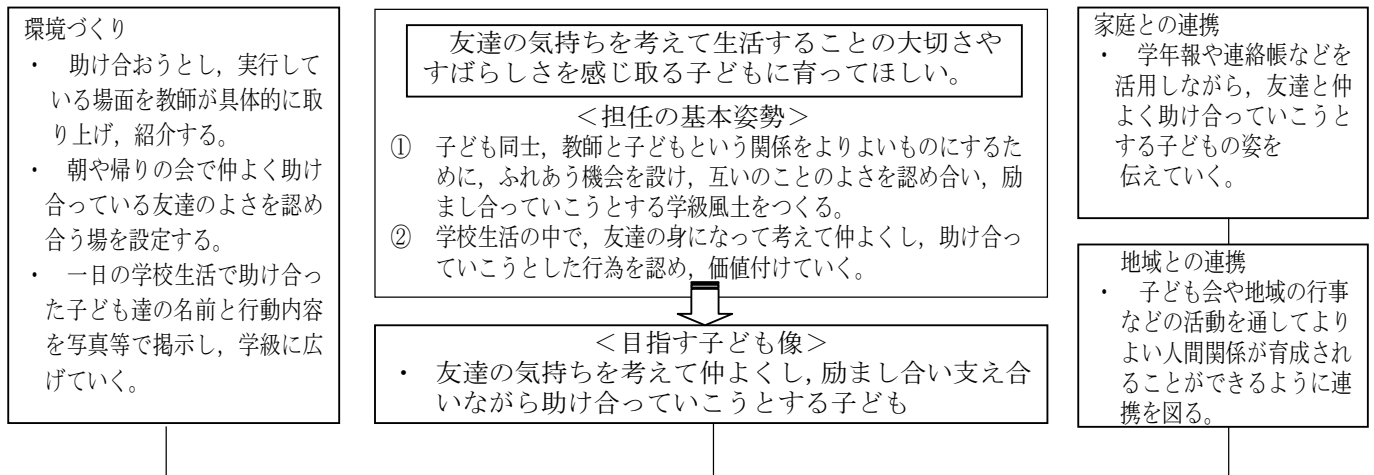 環境づくり
・　助け合おうとし，実行して
いる場面を教師が具体的に取
り上げ，紹介する。
・　朝や帰りの会で仲よく助け
合っている友達のよさを認め
合う場を設定する。
・　一日の学校生活で助け合っ
た子ども達の名前と行動内容
を写真等で掲示し，学級に広
げていく。
友達の気持ちを考えて生活することの大切さや
すばらしさを感じ取る子どもに育ってほしい。
＜担任の基本姿勢＞
①　子ども同士，教師と子どもという関係をよりよいものにするた
めに，ふれあう機会を設け，互いのことのよさを認め合い，励
まし合っていこうとする学級風土をつくる。
②　学校生活の中で，友達の身になって考えて仲よくし，助け合っ
ていこうとした行為を認め，価値付けていく。
＜目指す子ども像＞
・　友達の気持ちを考えて仲よくし，励まし合い支え合
いながら助け合っていこうとする子ども
家庭との連携
・　学年報や連絡帳などを
活用しながら，友達と仲
よく助け合っていこうと
する子どもの姿を
伝えていく。
地域との連携
・　子ども会や地域の行事
などの活動を通してより
よい人間関係が育成され
ることができるように連
携を図る。